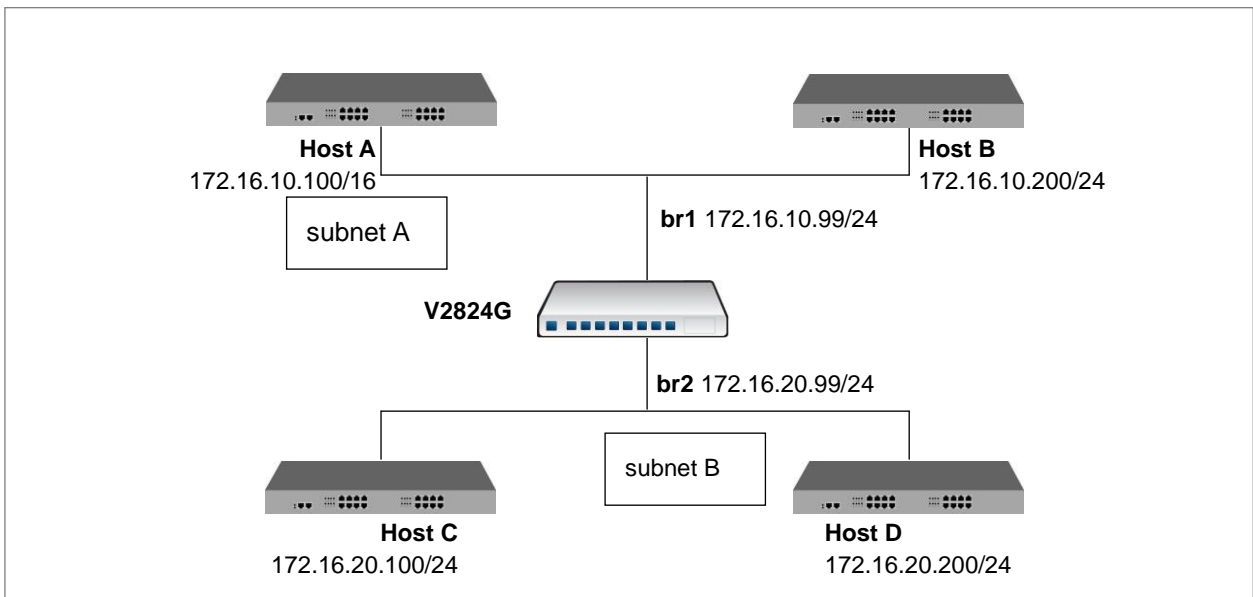 Host A
172.16.10.100/16
Host B
172.16.10.200/24
subnet A
br1 172.16.10.99/24
V2824G
br2 172.16.20.99/24
subnet B
Host C
172.16.20.100/24
Host D
172.16.20.200/24